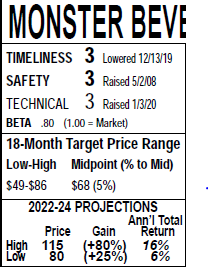 MONSTER BEVE
TIMELINESS 3 Lowered 12/13/19
SAFETY 3 Raised 5/2/08
TECHNICAL 3 Raised 1/3/20
BETA .80 (1.00 = Market)
18-Month Target Price Range
Low-High Midpoint (% to Mid)
$49-$86 $68 (5%)
2022-24 PROJECTIONS
Ann'l Total
Price Gain Return
High 115 (+80%) 16%
Low 80 (+25%) 6%